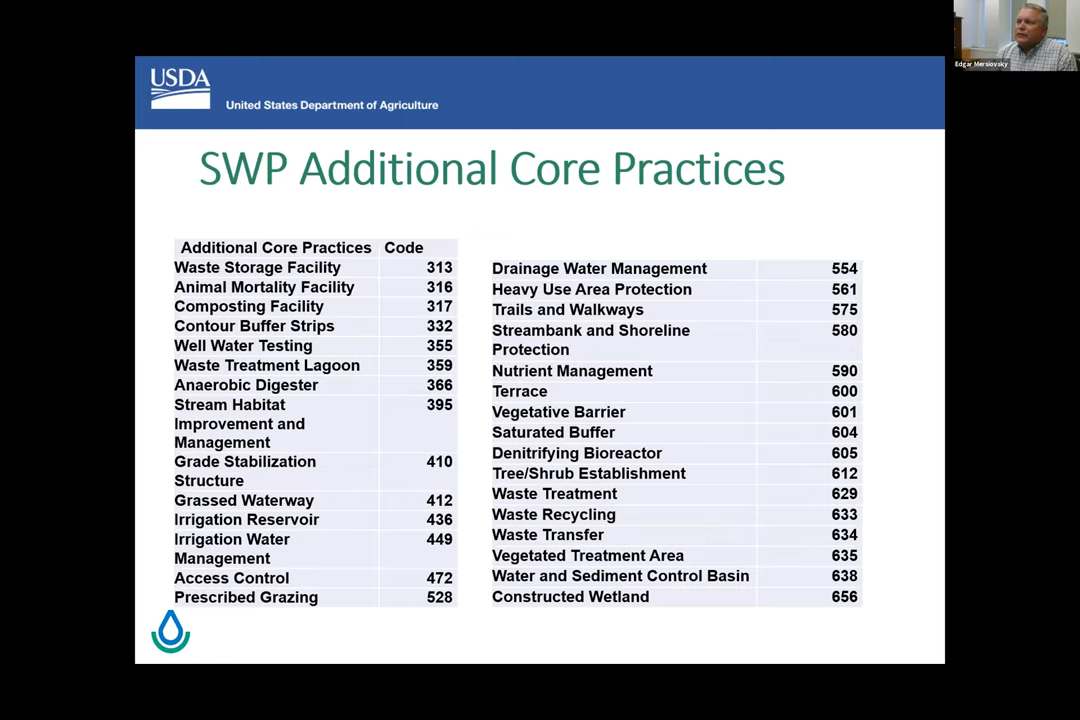 Edgar Mersiovsky
USDA
United States Department of Agriculture
SWP Additional Core Practices
Additional Core Practices Code
Waste Storage Facility 313
Animal Mortality Facility 316
Composting Facility 317
Contour Buffer Strips 332
Well Water Testing 355
Waste Treatment Lagoon 359
Anaerobic Digester 366
Stream Habitat 395
Improvement and
Management
Grade Stabilization 410
Structure
Grassed Waterway 412
Irrigation Reservoir 436
Irrigation Water 449
Management
Access Control 472
Prescribed Grazing 528
Drainage Water Management 554
Heavy Use Area Protection 561
Trails and Walkways 575
Streambank and Shoreline 580
Protection
Nutrient Management 590
Terrace 600
Vegetative Barrier 601
Saturated Buffer 604
Denitrifying Bioreactor 605
Tree/Shrub Establishment 612
Waste Treatment 629
Waste Recycling 633
Waste Transfer 634
Vegetated Treatment Area 635
Water and Sediment Control Basin 638
Constructed Wetland 656